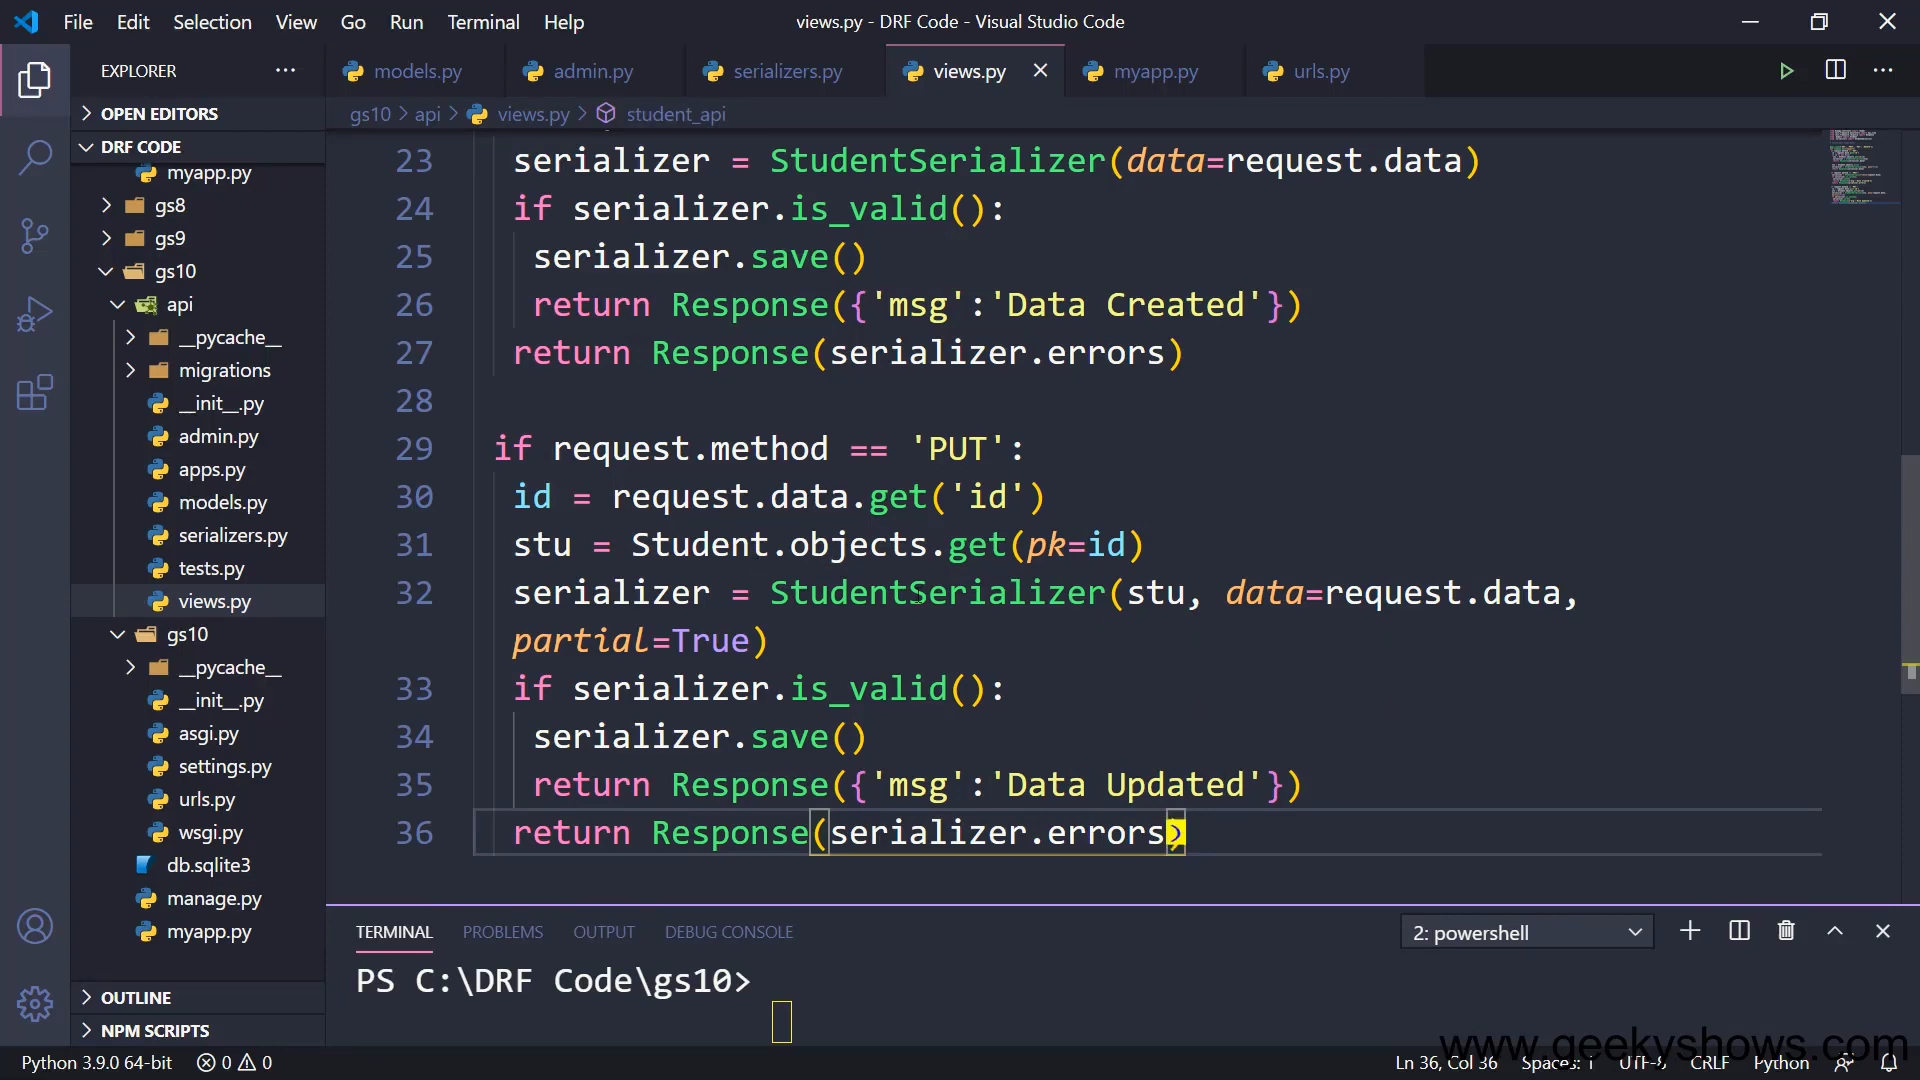 File Edit Selection View Go Run Terminal Help
views.py - DRF Code - Visual Studio Code
EXPLORER
models.py admin.py serializers.py views.py myapp.py urls.py
OPEN EDITORS
gs10 > api > views.py > student_api
DRF CODE
myapp.py
gs8
gs9
gs10
api
__pycache__
migrations
__init__.py
admin.py
apps.py
models.py
serializers.py
tests.py
views.py
gs10
__pycache__
__init__.py
asgi.py
settings.py
urls.py
wsgi.py
db.sqlite3
manage.py
myapp.py
OUTLINE
NPM SCRIPTS
23 serializer = StudentSerializer(data=request.data)
24 if serializer.is_valid():
25 serializer.save()
26 return Response({'msg':'Data Created'})
27 return Response(serializer.errors)
28
29 if request.method == 'PUT':
30 id = request.data.get('id')
31 stu = Student.objects.get(pk=id)
32 serializer = StudentSerializer(stu, data=request.data,
partial=True)
33 if serializer.is_valid():
34 serializer.save()
35 return Response({'msg':'Data Updated'})
36 return Response(serializer.errors)
TERMINAL PROBLEMS OUTPUT DEBUG CONSOLE
2: powershell
PS C:\DRF Code\gs10>
www.geekyshows.com
Python 3.9.0 64-bit 0 0
Ln 36, Col 36 Spaces: 1 UTF-8 CRLF Python